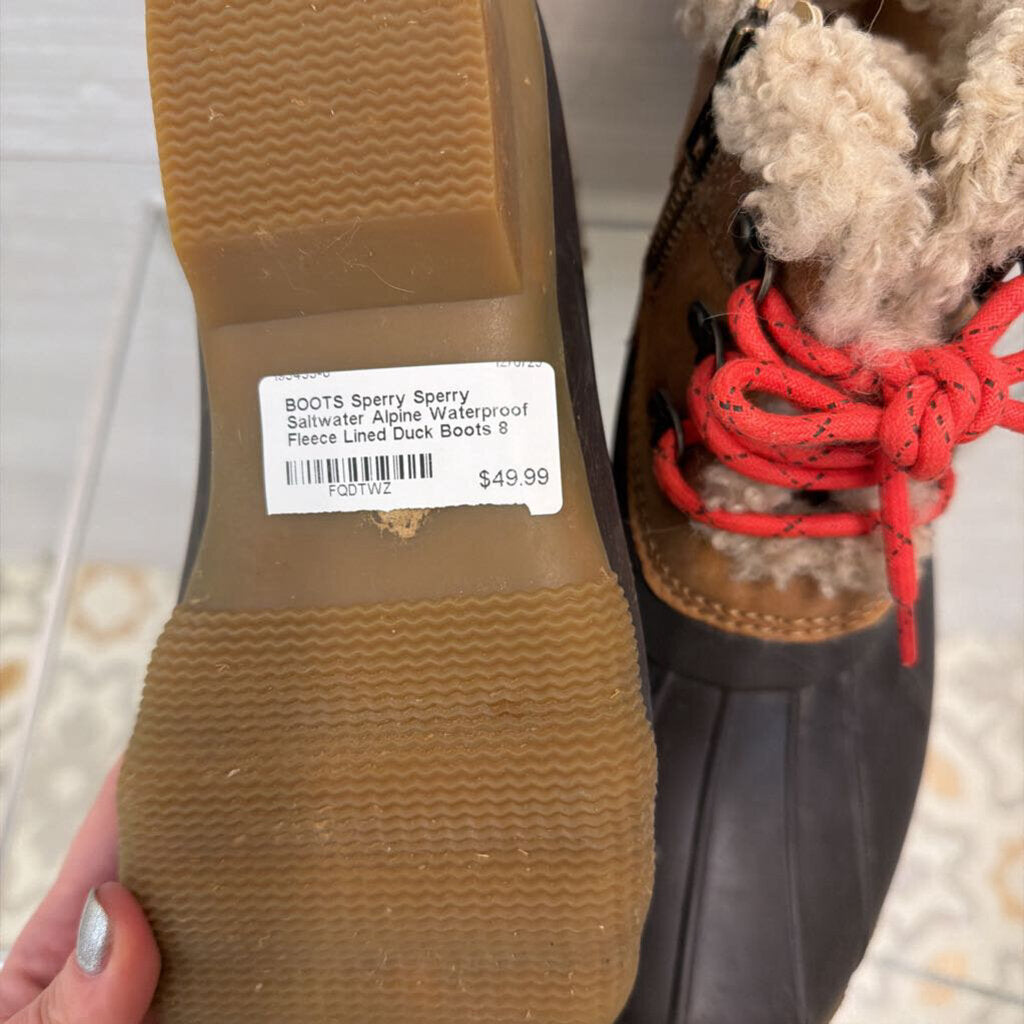 BOOTS Sperry Sperry
Saltwater Alpine Waterproof
Fleece Lined Duck Boots 8
FQDTWZ
$49.99